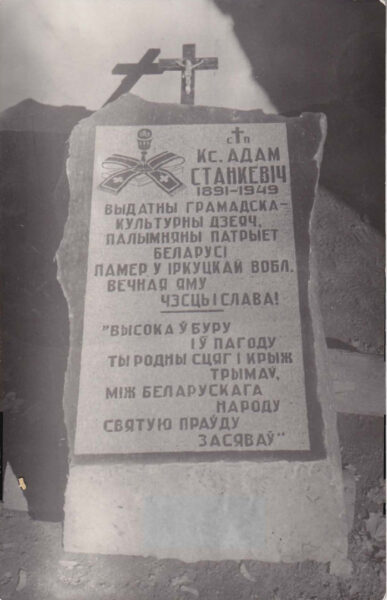 С П
КС. АДАМ
СТАНКЕВІЧ
1891-1949
ВЫДАТНЫ ГРАМАДСКА-
КУЛЬТУРНЫ ДЗЕЯЧ,
ПАЛЫМНЯНЫ ПАТРЫЕТ
БЕЛАРУСІ
ПАМЕР У ІРКУЦКАЙ ВОБЛ.
ВЕЧНАЯ ЯМУ
ЧЭСЦЬ І СЛАВА!
"ВЫСОКА Ў БУРУ
І Ў ПАГОДУ
ТЫ РОДНЫ СЦЯГ І КРЫЖ
ТРЫМАЎ,
МІЖ БЕЛАРУСКАГА
НАРОДУ
СВЯТУЮ ПРАЎДУ
ЗАСЯВАЎ"